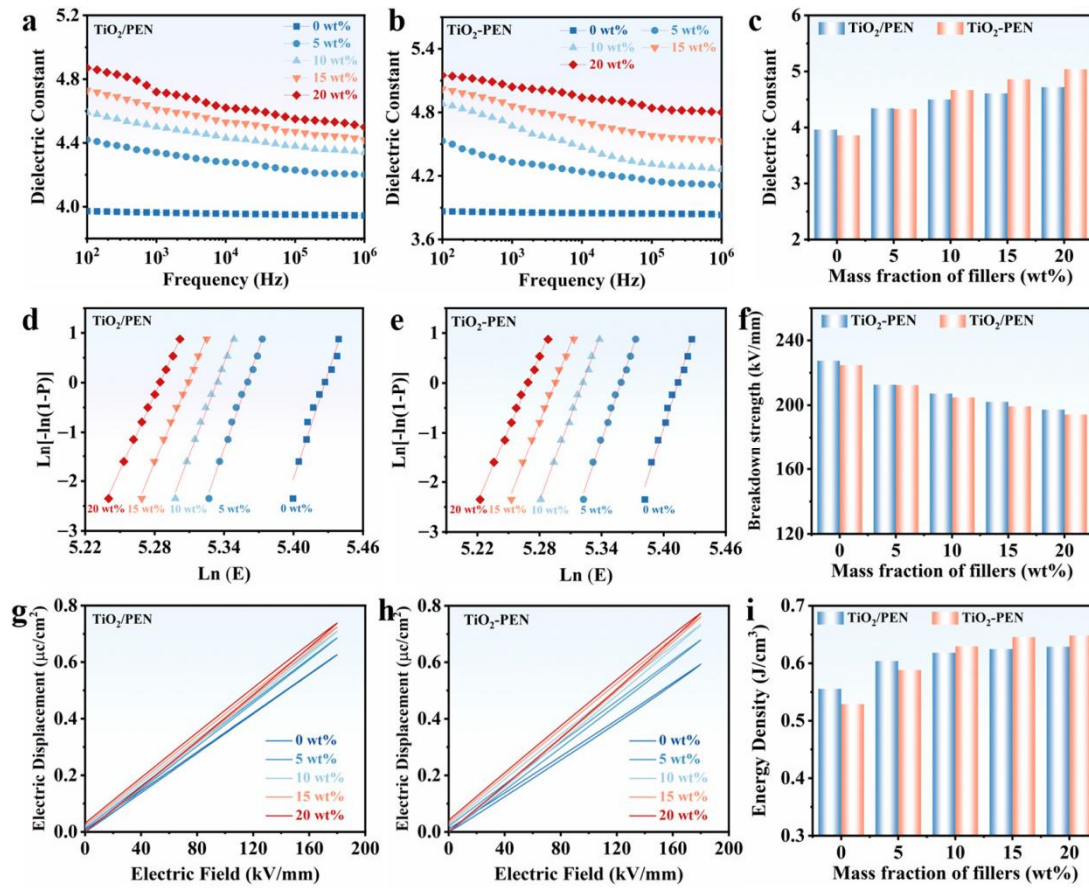 a
TiO2/PEN
0 wt%
5 wt%
10 wt%
15 wt%
20 wt%
5.2
4.8
4.4
4.0
Dielectric Constant
10^2 10^3 10^4 10^5 10^6
Frequency (Hz)
b
TiO2-PEN
0 wt% 5 wt%
10 wt% 15 wt%
20 wt%
5.4
4.8
4.2
3.6
Dielectric Constant
10^2 10^3 10^4 10^5 10^6
Frequency (Hz)
c
TiO2/PEN TiO2-PEN
6
5
4
3
2
Dielectric Constant
0 5 10 15 20
Mass fraction of fillers (wt%)
d
TiO2/PEN
1
0
−1
−2
−3
Ln[-ln(1-P)]
20 wt% 15 wt% 10 wt% 5 wt% 0 wt%
5.22 5.28 5.34 5.40 5.46
Ln (E)
e
TiO2-PEN
1
0
−1
−2
−3
Ln[-ln(1-P)]
20 wt% 15 wt% 10 wt% 5 wt% 0 wt%
5.22 5.28 5.34 5.40 5.46
Ln (E)
f
TiO2-PEN TiO2/PEN
240
200
160
120
Breakdown strength (kV/mm)
0 5 10 15 20
Mass fraction of fillers (wt%)
g
TiO2/PEN
0.8
0.6
0.4
0.2
0.0
Electric Displacement (μc/cm2)
0 wt%
5 wt%
10 wt%
15 wt%
20 wt%
0 40 80 120 160 200
Electric Field (kV/mm)
h
TiO2-PEN
0.8
0.6
0.4
0.2
0.0
Electric Displacement (μc/cm2)
0 wt%
5 wt%
10 wt%
15 wt%
20 wt%
0 40 80 120 160 200
Electric Field (kV/mm)
i
TiO2/PEN TiO2-PEN
0.7
0.6
0.5
0.4
0.3
Energy Density (J/cm3)
0 5 10 15 20
Mass fraction of fillers (wt%)